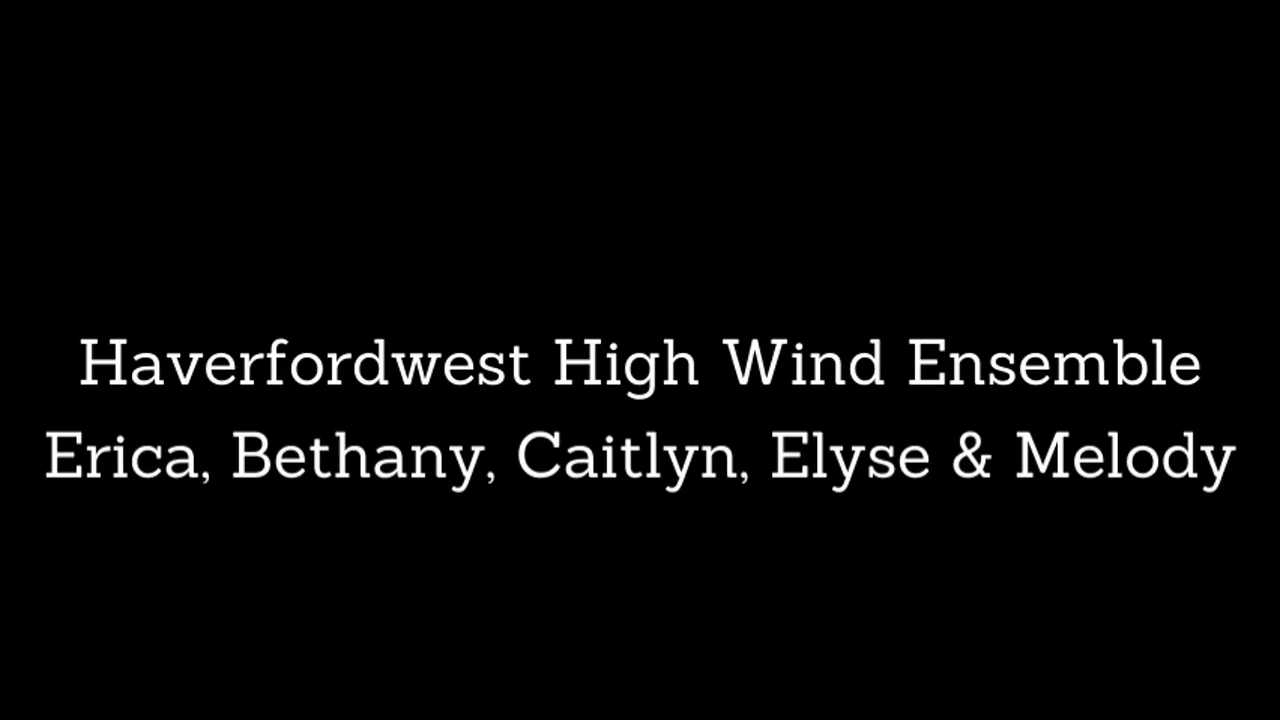 Haverfordwest High Wind Ensemble
Erica, Bethany, Caitlyn, Elyse & Melody